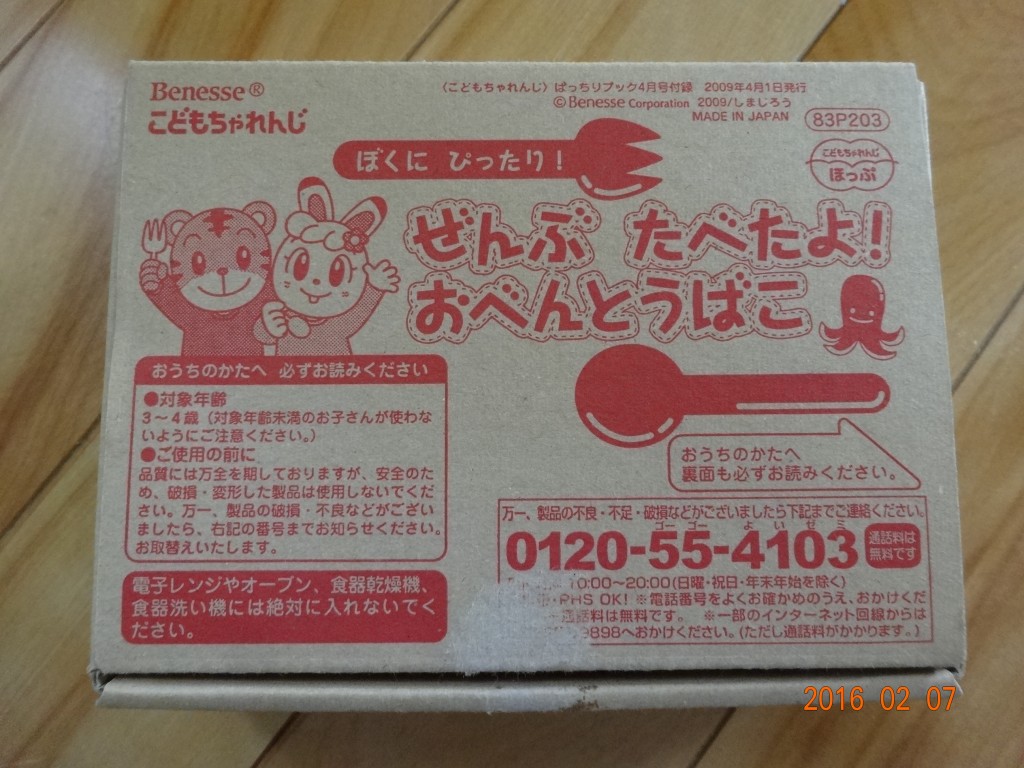 Benesse®
こどもちゃれんじ
〈こどもちゃれんじ〉ぱっちりブック4月号付録 2009年4月1日発行
©Benesse Corporation 2009/しまじろう
MADE IN JAPAN
83P203
こどもちゃれんじ
ほっぷ
ぼくに ぴったり!
ぜんぶ たべたよ!
おべんとうばこ
おうちのかたへ 必ずお読みください
●対象年齢
3~4歳(対象年齢未満のお子さんが使わな
いようにご注意ください。)
●ご使用の前に
品質には万全を期しておりますが、安全のた
め、破損・変形した製品は使用しないでくだ
さい。万一、製品の破損・不良などがござい
ましたら、右記の番号までお知らせください。
お取替えいたします。
電子レンジやオーブン、食器乾燥機、
食器洗い機には絶対に入れないでく
ださい。
おうちのかたへ
裏面も必ずお読みください。
万一、製品の不良・不足・破損などがございましたら下記までご連絡ください。
ゴーゴー よいゼミ
0120-55-4103
通話料は
無料です
10:00~20:00(日曜・祝日・年末年始を除く)
・PHS OK! ※電話番号をよくお確かめのうえ、おかけくだ
通話料は無料です。 ※一部のインターネット回線からは
9898へおかけください。(ただし通話料がかかります。)
2016 02 07